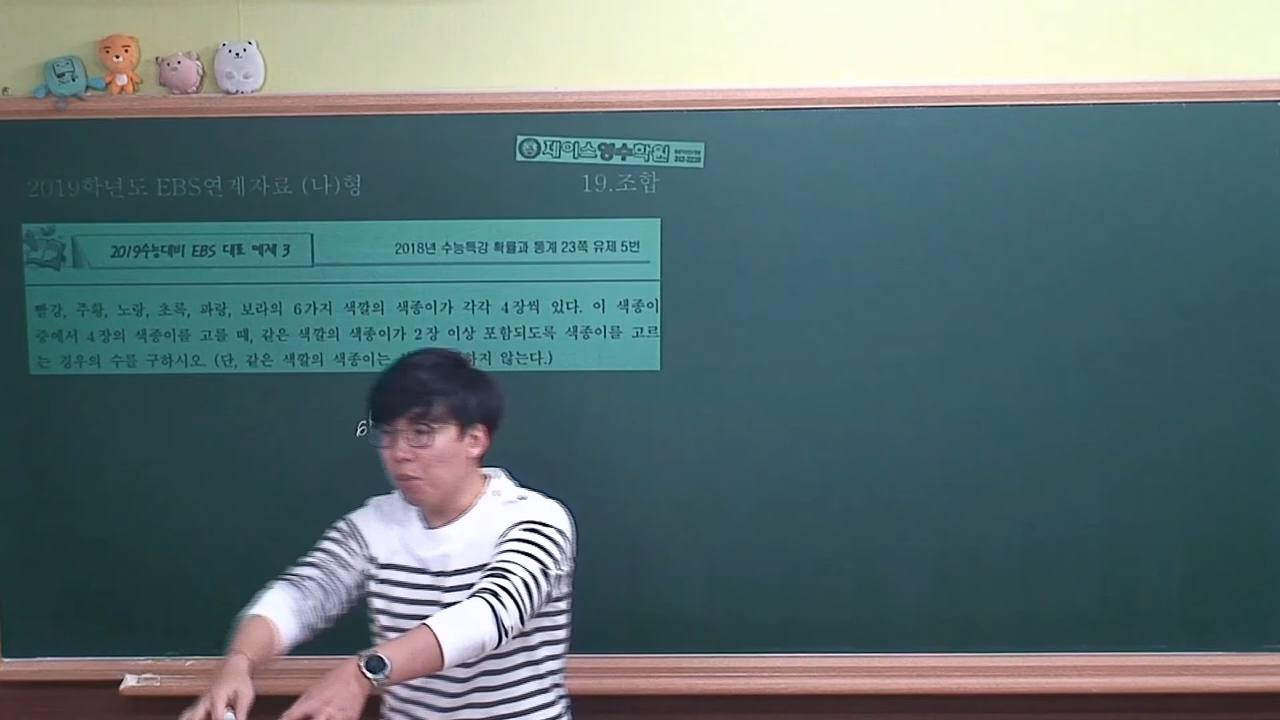 제이스영수학원
2019학년도 EBS연계자료 (나)형
19.조합
2019수능대비 EBS 대표 예제 3
2018년 수능특강 확률과 통계 23쪽 유제 5번
빨강, 주황, 노랑, 초록, 파랑, 보라의 6가지 색깔의 색종이가 각각 4장씩 있다. 이 색종이
중에서 4장의 색종이를 고를 때, 같은 색깔의 색종이가 2장 이상 포함되도록 색종이를 고르
는 경우의 수를 구하시오. (단, 같은 색깔의 색종이는 하지 않는다.)